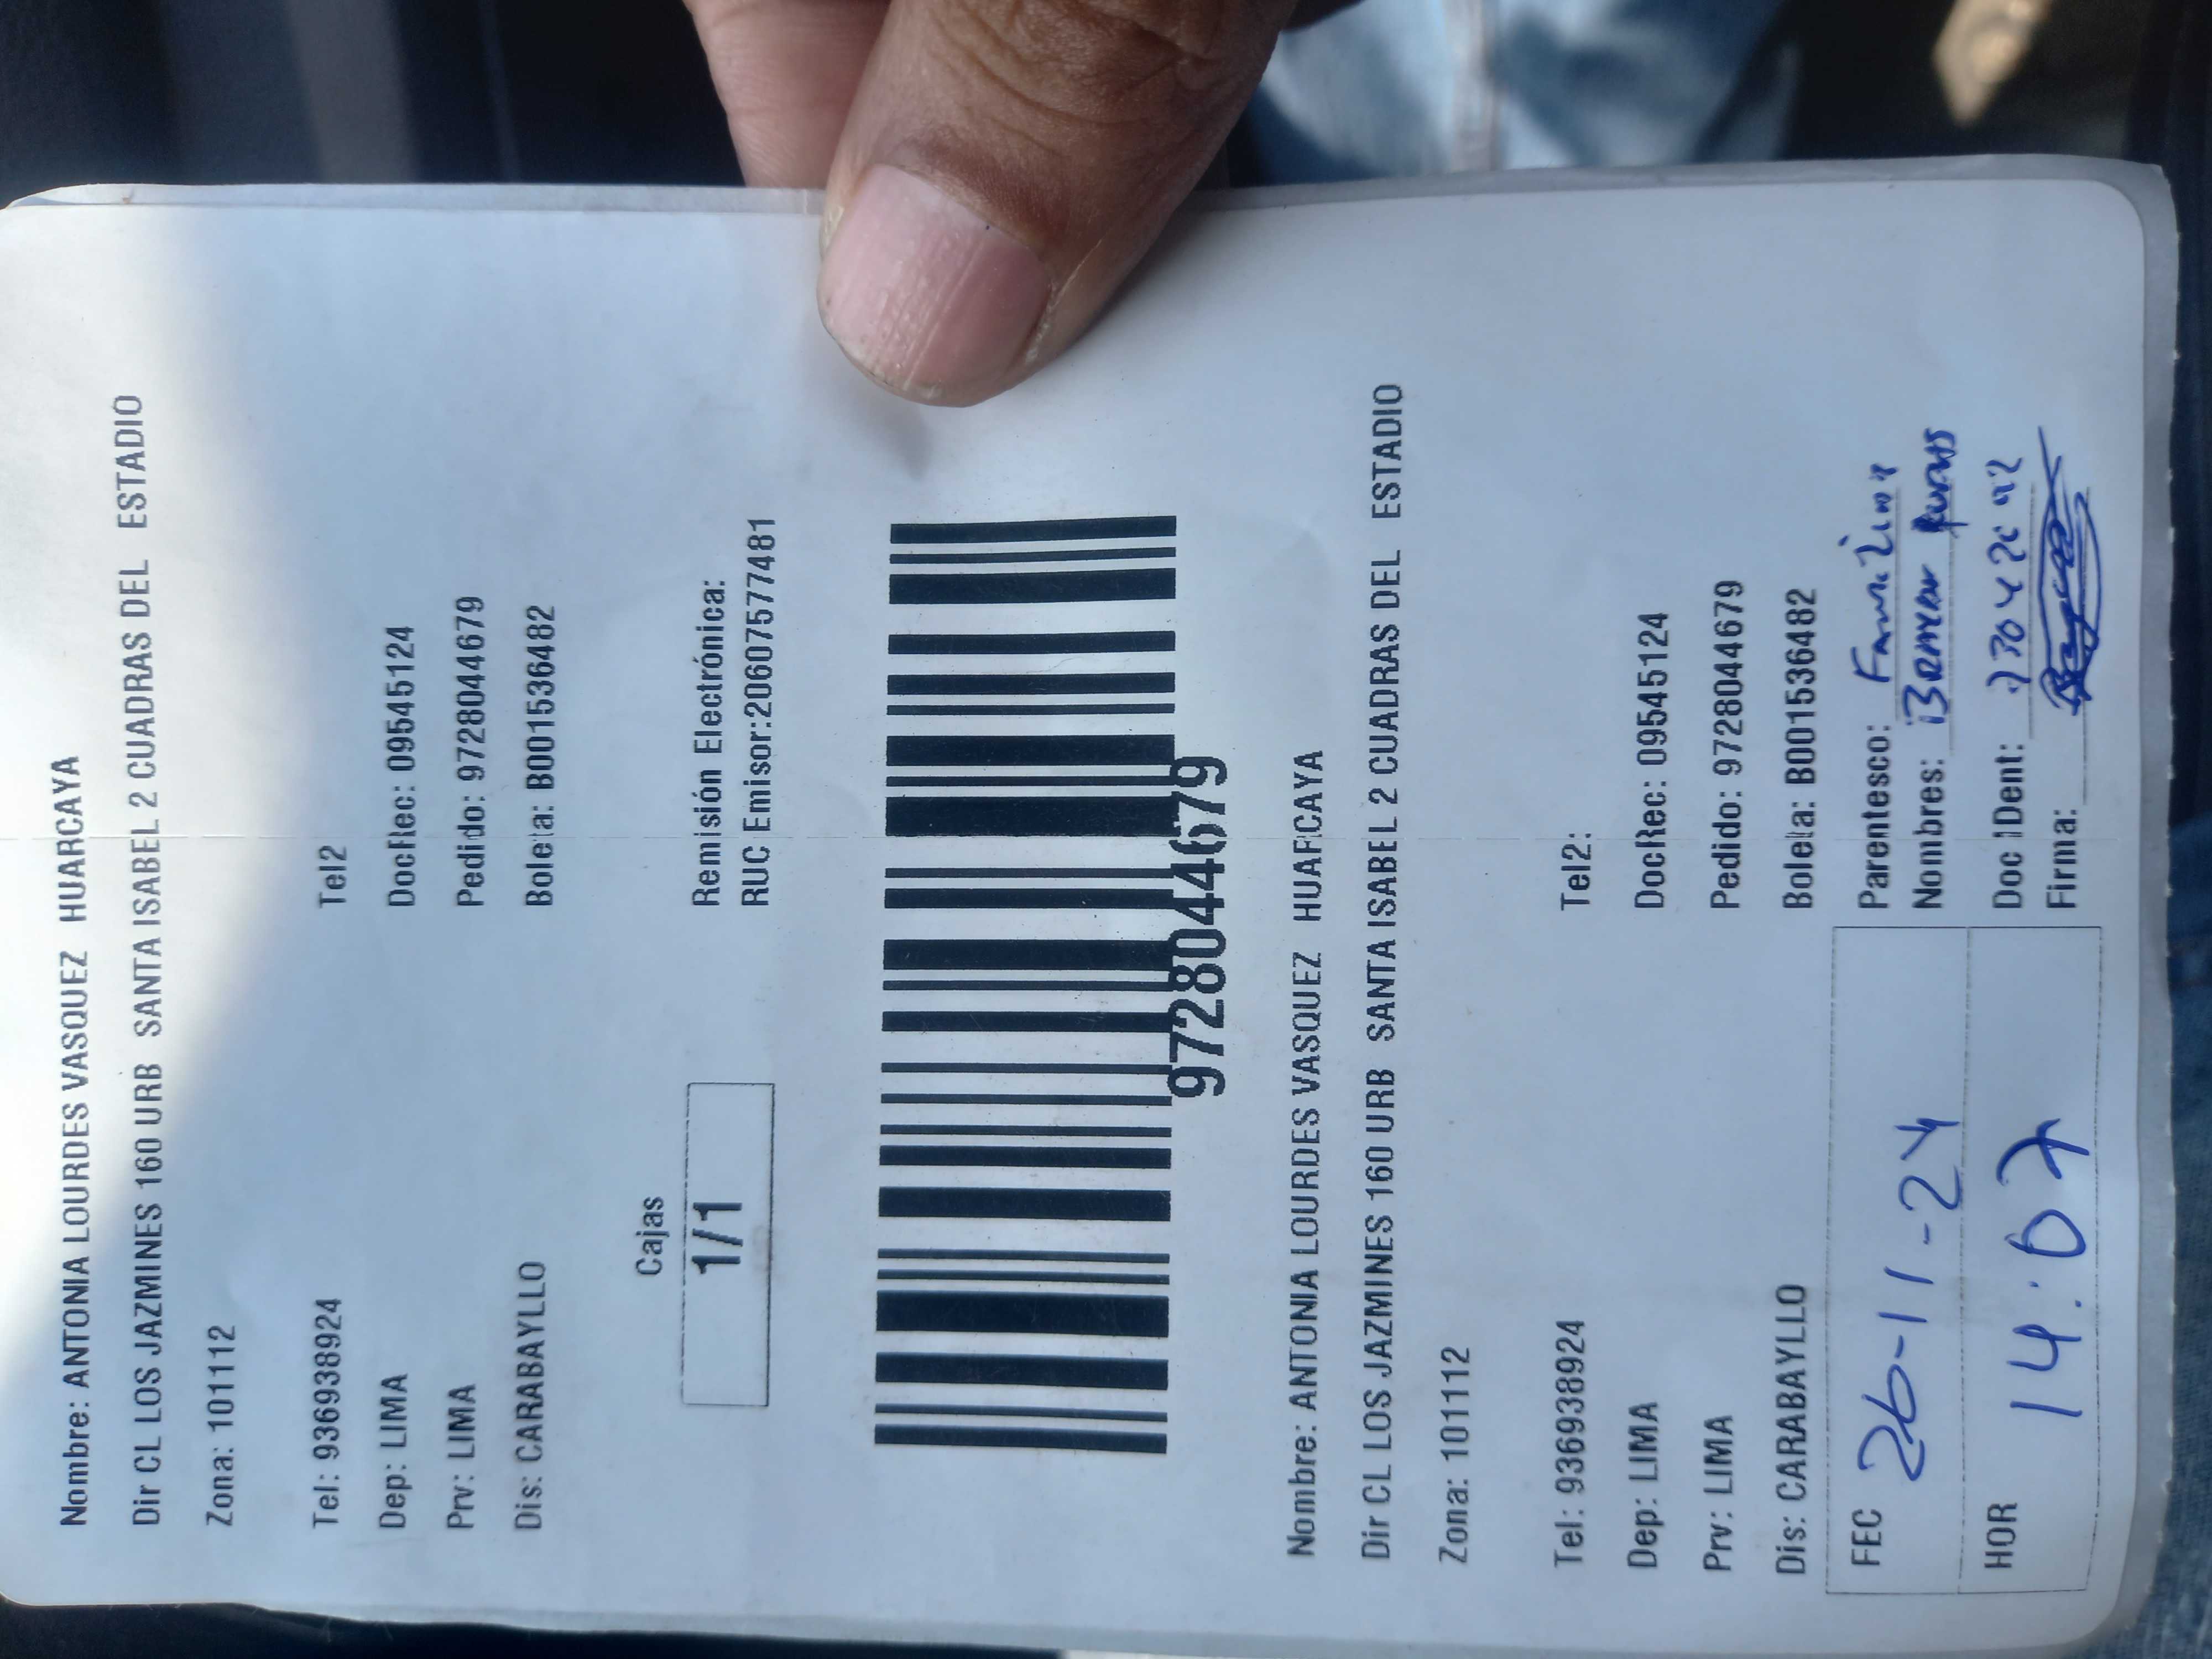 Nombre: ANTONIA LOURDES VASQUEZ HUARCAYA
Dir CL LOS JAZMINES 160 URB SANTA ISABEL 2 CUADRAS DEL ESTADIO
Zona: 101112
Tel: 936938924 Tel2
Dep: LIMA DocRec: 09545124
Prv: LIMA Pedido: 97280446​79
Dis: CARABAYLLO Boleta: B001536482
Cajas
1/1
Remisión Electrónica:
RUC Emisor:20607577481
9728044679
Nombre: ANTONIA LOURDES VASQUEZ HUARCAYA
Dir CL LOS JAZMINES 160 URB SANTA ISABEL 2 CUADRAS DEL ESTADIO
Zona: 101112
Tel: 936938924 Tel2:
Dep: LIMA DocRec: 09545124
Prv: LIMA Pedido: 9728044679
Dis: CARABAYLLO Boleta: B001536482
FEC 26-11-24
HOR 14:07
Parentesco: Familiar
Nombres:
Doc IDent:
Firma: